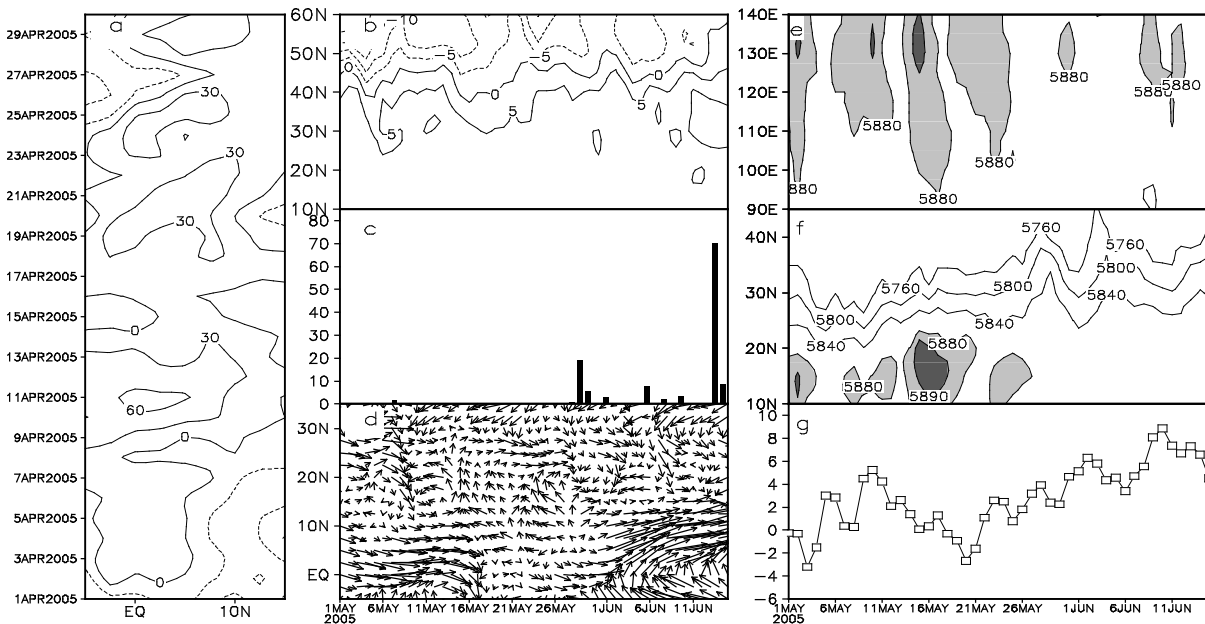 a
29APR2005
27APR2005
25APR2005
23APR2005
21APR2005
19APR2005
17APR2005
15APR2005
13APR2005
11APR2005
9APR2005
7APR2005
5APR2005
3APR2005
1APR2005
EQ 10N
30
30
30
0
30
60
0
0
b
60N
50N
40N
30N
20N
10N
-10
-5
-5
0
0
0
5
5
5
c
80
70
60
50
40
30
20
10
0
d
30N
20N
10N
EQ
1MAY 6MAY 11MAY 16MAY 21MAY 26MAY 1JUN 6JUN 11JUN
2005
e
140E
130E
120E
110E
100E
90E
5880
5880
5880
5880
5880
5880
880
f
40N
30N
20N
10N
5760
5760
5760
5800
5800
5800
5840
5840
5840
5880
5880
5890
g
10
8
6
4
2
0
-2
-4
-6
1MAY 6MAY 11MAY 16MAY 21MAY 26MAY 1JUN 6JUN 11JUN
2005